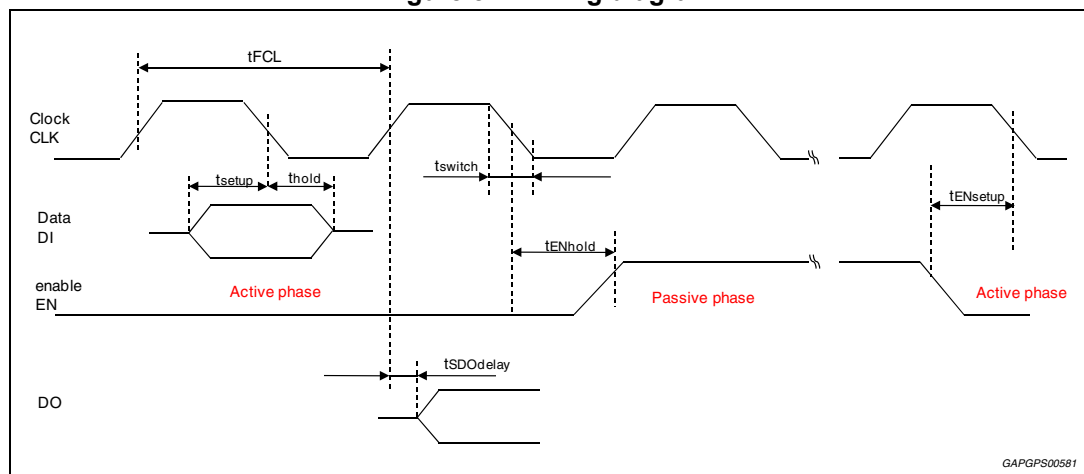 tFCL
Clock
CLK
tswitch
tsetup
thold
tENsetup
Data
DI
tENhold
enable
EN
Active phase
Passive phase
Active phase
tSDOdelay
DO
GAPGPS00581